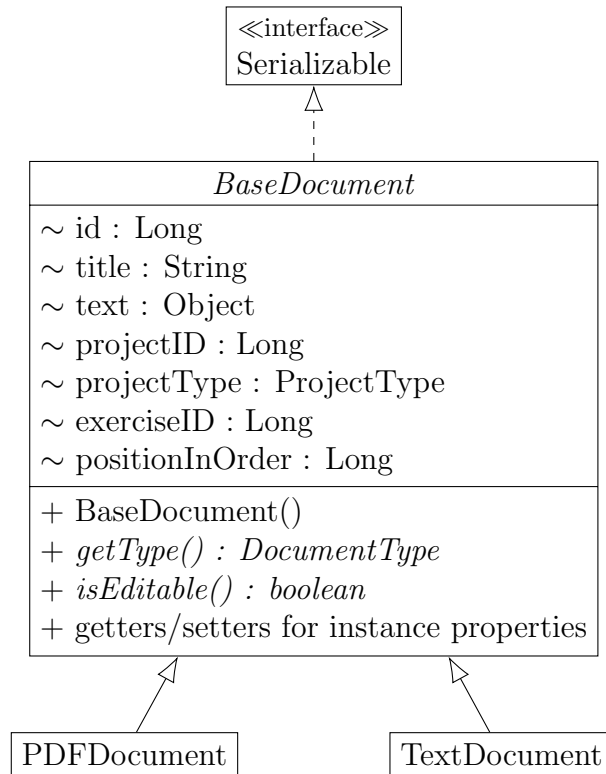 ≪interface≫
Serializable
BaseDocument
∼ id : Long
∼ title : String
∼ text : Object
∼ projectID : Long
∼ projectType : ProjectType
∼ exerciseID : Long
∼ positionInOrder : Long
+ BaseDocument()
+ getType() : DocumentType
+ isEditable() : boolean
+ getters/setters for instance properties
PDFDocument
TextDocument